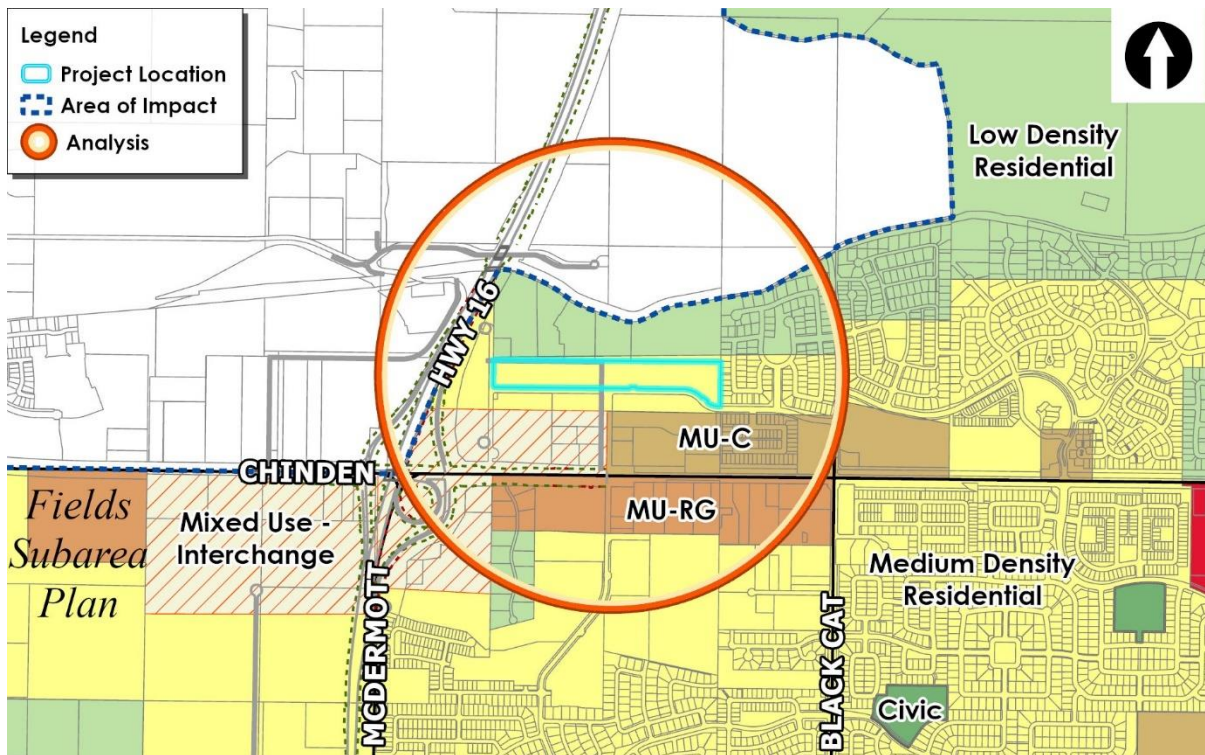 Legend
Project Location
Area of Impact
Analysis
Low Density
Residential
HWY 16
MU-C
CHINDEN
MU-RG
Fields
Subarea
Plan
Mixed Use -
Interchange
Medium Density
Residential
MCDERMOTT
BLACK CAT
Civic